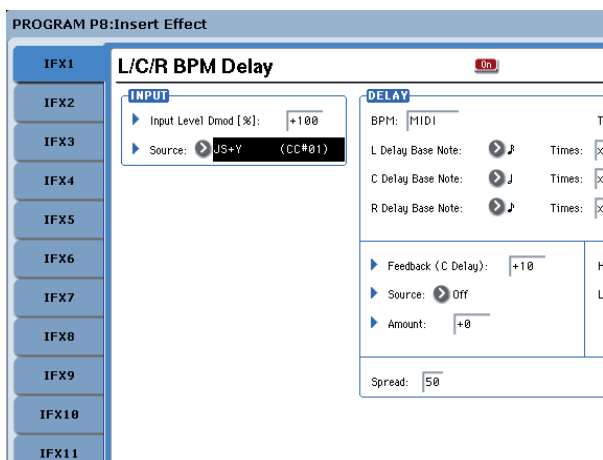 PROGRAM P8:Insert Effect
IFX1
IFX2
IFX3
IFX4
IFX5
IFX6
IFX7
IFX8
IFX9
IFX10
IFX11
L/C/R BPM Delay
On
INPUT
Input Level Dmod [%]: +100
Source: JS+Y (CC#01)
DELAY
BPM: MIDI T
L Delay Base Note: ♪ Times: x
C Delay Base Note: ♩ Times: x
R Delay Base Note: ♪ Times: x
Feedback (C Delay): +10 H
Source: Off L
Amount: +0
Spread: 50